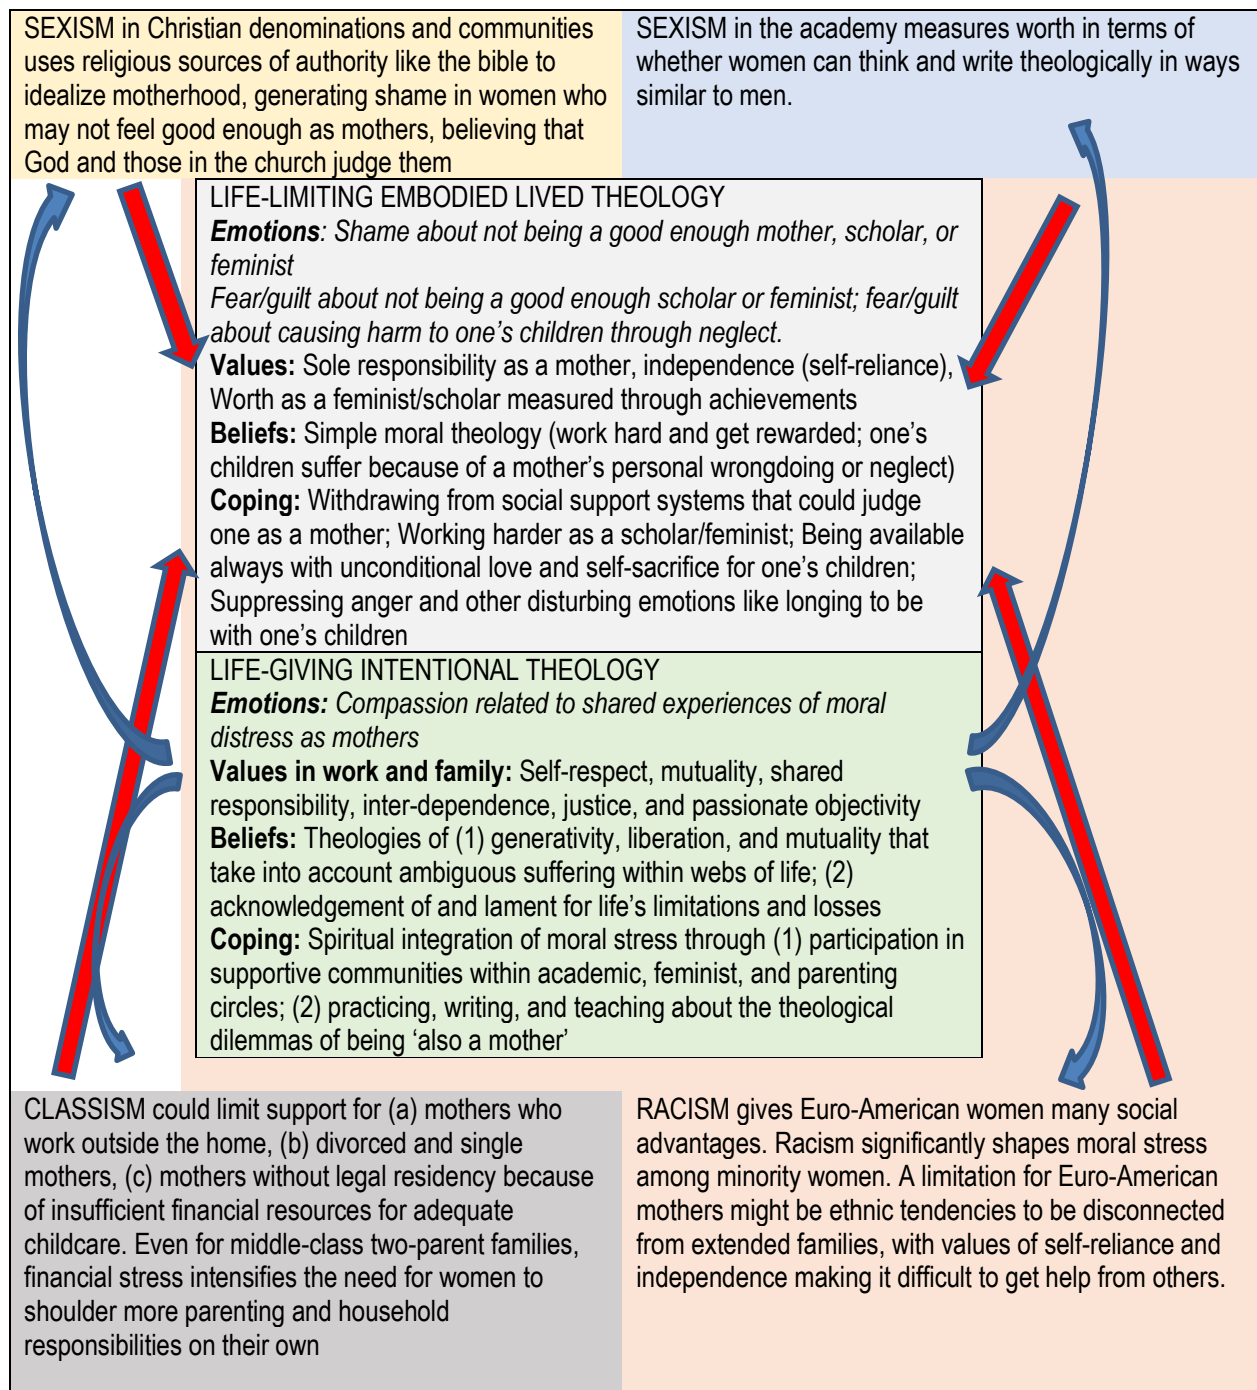 SEXISM in Christian denominations and communities
uses religious sources of authority like the bible to
idealize motherhood, generating shame in women who
may not feel good enough as mothers, believing that
God and those in the church judge them
SEXISM in the academy measures worth in terms of
whether women can think and write theologically in ways
similar to men.
LIFE-LIMITING EMBODIED LIVED THEOLOGY
Emotions: Shame about not being a good enough mother, scholar, or
feminist
Fear/guilt about not being a good enough scholar or feminist; fear/guilt
about causing harm to one’s children through neglect.
Values: Sole responsibility as a mother, independence (self-reliance),
Worth as a feminist/scholar measured through achievements
Beliefs: Simple moral theology (work hard and get rewarded; one’s
children suffer because of a mother’s personal wrongdoing or neglect)
Coping: Withdrawing from social support systems that could judge
one as a mother; Working harder as a scholar/feminist; Being available
always with unconditional love and self-sacrifice for one’s children;
Suppressing anger and other disturbing emotions like longing to be
with one’s children
LIFE-GIVING INTENTIONAL THEOLOGY
Emotions: Compassion related to shared experiences of moral
distress as mothers
Values in work and family: Self-respect, mutuality, shared
responsibility, inter-dependence, justice, and passionate objectivity
Beliefs: Theologies of (1) generativity, liberation, and mutuality that
take into account ambiguous suffering within webs of life; (2)
acknowledgement of and lament for life’s limitations and losses
Coping: Spiritual integration of moral stress through (1) participation in
supportive communities within academic, feminist, and parenting
circles; (2) practicing, writing, and teaching about the theological
dilemmas of being ‘also a mother’
CLASSISM could limit support for (a) mothers who
work outside the home, (b) divorced and single
mothers, (c) mothers without legal residency because
of insufficient financial resources for adequate
childcare. Even for middle-class two-parent families,
financial stress intensifies the need for women to
shoulder more parenting and household
responsibilities on their own
RACISM gives Euro-American women many social
advantages. Racism significantly shapes moral stress
among minority women. A limitation for Euro-American
mothers might be ethnic tendencies to be disconnected
from extended families, with values of self-reliance and
independence making it difficult to get help from others.